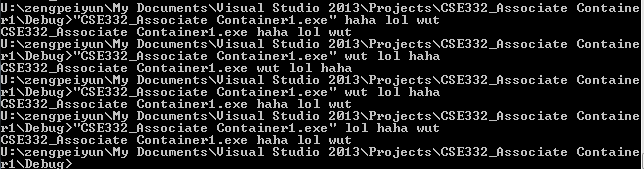 U:\zengpeiyun\My Documents\Visual Studio 2013\Projects\CSE332_Associate Containe
r1\Debug>"CSE332_Associate Container1.exe" haha lol wut
CSE332_Associate Container1.exe haha lol wut
U:\zengpeiyun\My Documents\Visual Studio 2013\Projects\CSE332_Associate Containe
r1\Debug>"CSE332_Associate Container1.exe" wut lol haha
CSE332_Associate Container1.exe wut lol haha
U:\zengpeiyun\My Documents\Visual Studio 2013\Projects\CSE332_Associate Containe
r1\Debug>"CSE332_Associate Container1.exe" wut lol haha
CSE332_Associate Container1.exe haha lol wut
U:\zengpeiyun\My Documents\Visual Studio 2013\Projects\CSE332_Associate Containe
r1\Debug>"CSE332_Associate Container1.exe" lol haha wut
CSE332_Associate Container1.exe haha lol wut
U:\zengpeiyun\My Documents\Visual Studio 2013\Projects\CSE332_Associate Containe
r1\Debug>